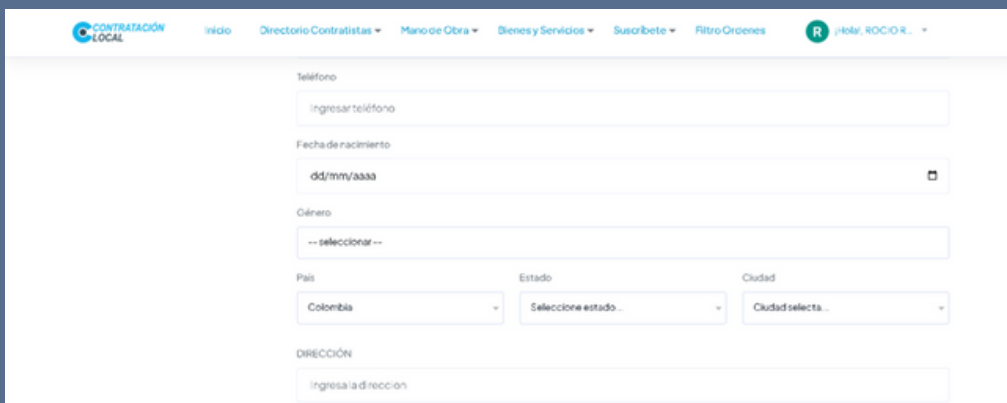 CONTRATACIÓN
LOCAL
Inicio Directorio Contratistas Mano de Obra Bienes y Servicios Suscríbete Filtro Ordenes R ¡Hola!, ROCIO R...
Teléfono
Ingresar teléfono
Fecha de nacimiento
dd/mm/aaaa
Género
-- seleccionar --
País Estado Ciudad
Colombia Seleccione estado... Ciudad selecta...
DIRECCIÓN
Ingresa la direccion